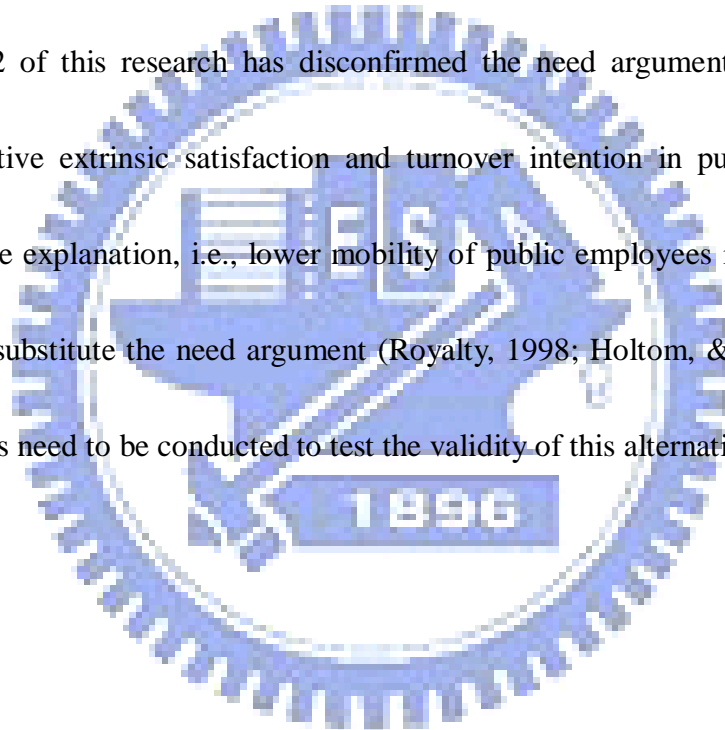 2 of this research has disconfirmed the need argument
tive extrinsic satisfaction and turnover intention in pu
e explanation, i.e., lower mobility of public employees
substitute the need argument (Royalty, 1998; Holtom, &
s need to be conducted to test the validity of this alternati
ES
1896